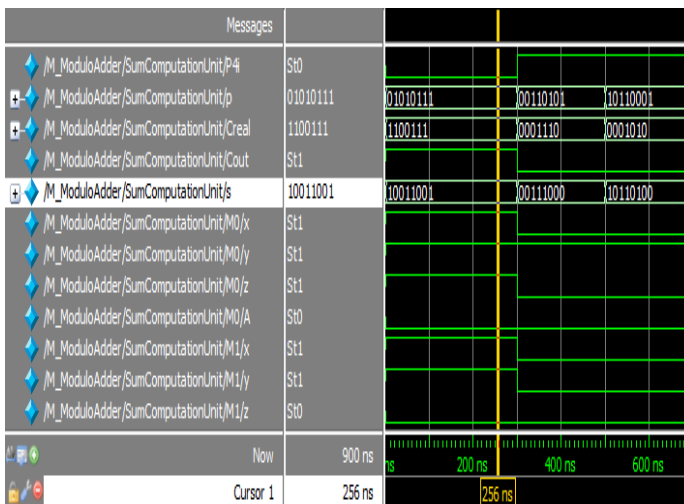 Messages
/M_ModuloAdder/SumComputationUnit/P4i St0
/M_ModuloAdder/SumComputationUnit/p 01010111 01010111 00110101 10110001
/M_ModuloAdder/SumComputationUnit/Creal 1100111 1100111 0001110 0001010
/M_ModuloAdder/SumComputationUnit/Cout St1
/M_ModuloAdder/SumComputationUnit/s 10011001 10011001 00111000 10110100
/M_ModuloAdder/SumComputationUnit/M0/x St1
/M_ModuloAdder/SumComputationUnit/M0/y St1
/M_ModuloAdder/SumComputationUnit/M0/z St1
/M_ModuloAdder/SumComputationUnit/M0/A St0
/M_ModuloAdder/SumComputationUnit/M1/x St1
/M_ModuloAdder/SumComputationUnit/M1/y St1
/M_ModuloAdder/SumComputationUnit/M1/z St0
Now 900 ns ns 200 ns 400 ns 600 ns
Cursor 1 256 ns 256 ns